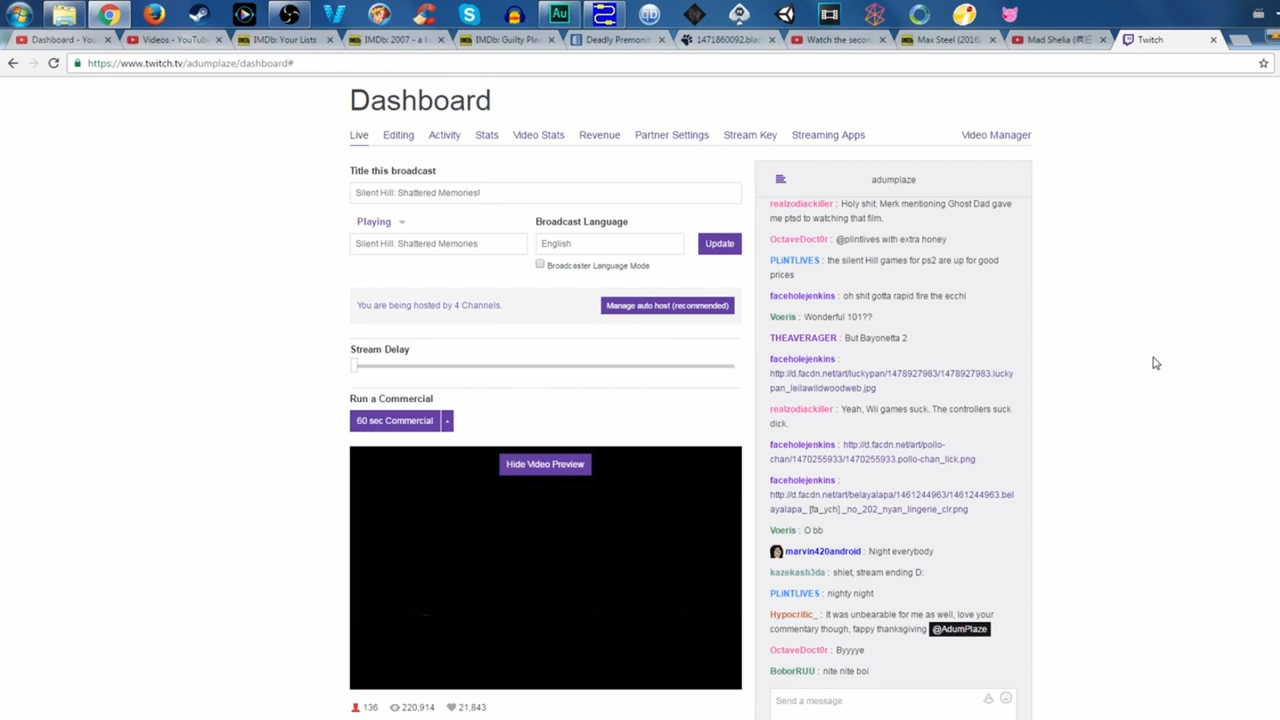 Dashboard - You
Videos - YouTube
IMDb: Your Lists
IMDb: 2007 - a li
IMDb: Guilty Ple
Deadly Premonit
1471860092.blac
Watch the secon
Max Steel (2016)
Mad Shelia (疯狂
Twitch
https://www.twitch.tv/adumplaze/dashboard#
Dashboard
Live Editing Activity Stats Video Stats Revenue Partner Settings Stream Key Streaming Apps Video Manager
Title this broadcast
Silent Hill: Shattered Memories!
Playing
Broadcast Language
Silent Hill: Shattered Memories
English
Update
Broadcaster Language Mode
You are being hosted by 4 Channels.
Manage auto host (recommended)
Stream Delay
Run a Commercial
60 sec Commercial
Hide Video Preview
136 220,914 21,843
adumplaze
realzodiackiller : Holy shit, Merk mentioning Ghost Dad gave
me ptsd to watching that film.
OctaveDoct0r : @plintlives with extra honey
PLiNTLIVES : the silent Hill games for ps2 are up for good
prices
faceholejenkins : oh shit gotta rapid fire the ecchi
Voeris : Wonderful 101??
THEAVERAGER : But Bayonetta 2
faceholejenkins :
http://d.facdn.net/art/luckypan/1478927983/1478927983.lucky
pan_leilawildwoodweb.jpg
realzodiackiller : Yeah, Wii games suck. The controllers suck
dick.
faceholejenkins : http://d.facdn.net/art/pollo-
chan/1470255933/1470255933.pollo-chan_lick.png
faceholejenkins :
http://d.facdn.net/art/belayalapa/1461244963/1461244963.bel
ayalapa_ [fa_ych] _no_202_nyan_lingerie_clr.png
Voeris : O bb
marvin420android : Night everybody
kazekash3da : shiet, stream ending D:
PLiNTLIVES : nighty night
Hypocritic_ : It was unbearable for me as well, love your
commentary though, fappy thanksgiving @AdumPlaze
OctaveDoct0r : Byyyye
BoborRUU : nite nite boi
Send a message